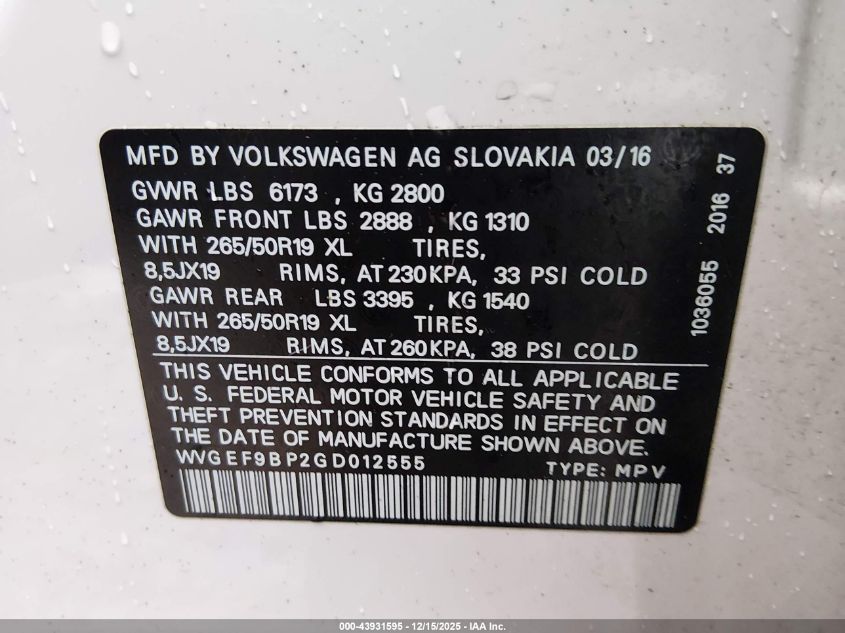 MFD BY VOLKSWAGEN AG SLOVAKIA 03/16
GVWR LBS 6173 , KG 2800
GAWR FRONT LBS 2888 , KG 1310
WITH 265/50R19 XL TIRES,
8,5JX19 RIMS, AT 230KPA, 33 PSI COLD
GAWR REAR LBS 3395 , KG 1540
WITH 265/50R19 XL TIRES,
8,5JX19 RIMS, AT 260KPA, 38 PSI COLD
THIS VEHICLE CONFORMS TO ALL APPLICABLE
U. S. FEDERAL MOTOR VEHICLE SAFETY AND
THEFT PREVENTION STANDARDS IN EFFECT ON
THE DATE OF MANUFACTURE SHOWN ABOVE.
WVGEF9BP2GD012555 TYPE: MPV
1036055 2016 37
000-43931595 - 12/15/2025 - IAA Inc.